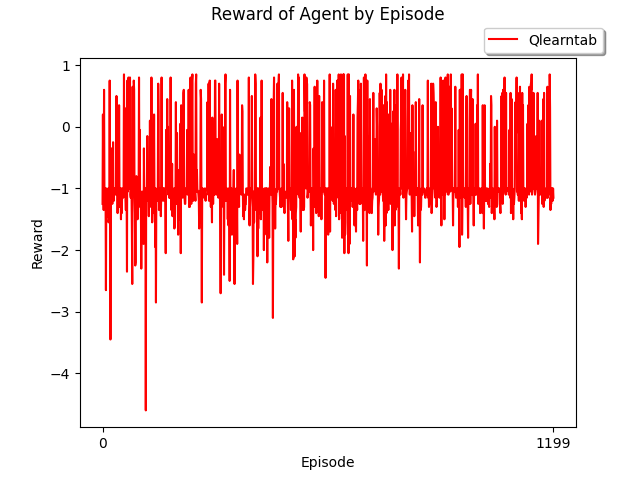 Reward of Agent by Episode
Qlearntab
1
0
−1
−2
−3
−4
Reward
0
1199
Episode